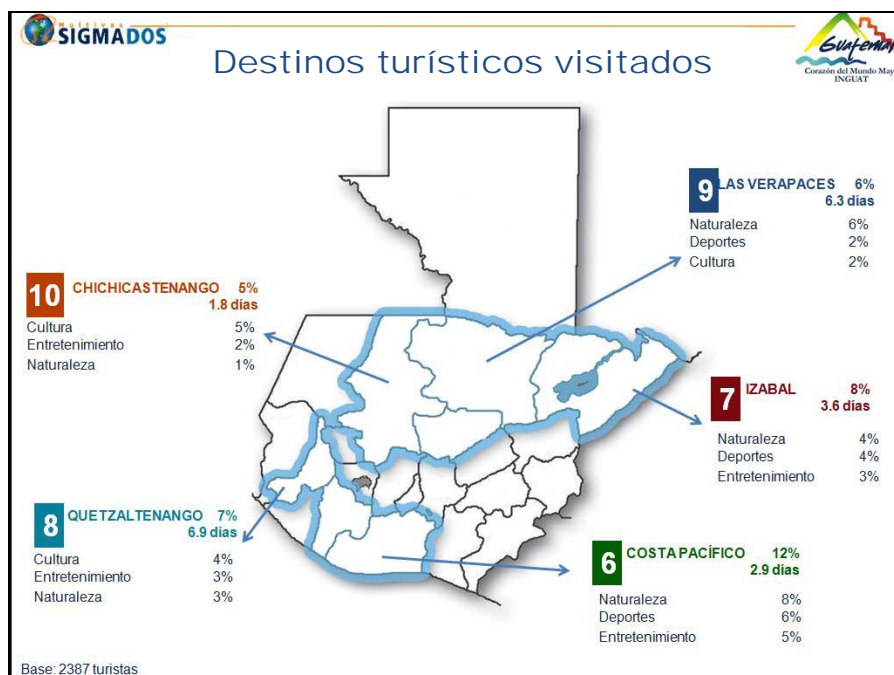 Multivex
SIGMADOS
Guatemala
Corazón del Mundo May
INGUAT
Destinos turísticos visitados
9 LAS VERAPACES 6%
6.3 días
Naturaleza 6%
Deportes 2%
Cultura 2%
10 CHICHICASTENANGO 5%
1.8 días
Cultura 5%
Entretenimiento 2%
Naturaleza 1%
7 IZABAL 8%
3.6 días
Naturaleza 4%
Deportes 4%
Entretenimiento 3%
8 QUETZALTENANGO 7%
6.9 días
Cultura 4%
Entretenimiento 3%
Naturaleza 3%
6 COSTA PACÍFICO 12%
2.9 días
Naturaleza 8%
Deportes 6%
Entretenimiento 5%
Base: 2387 turistas